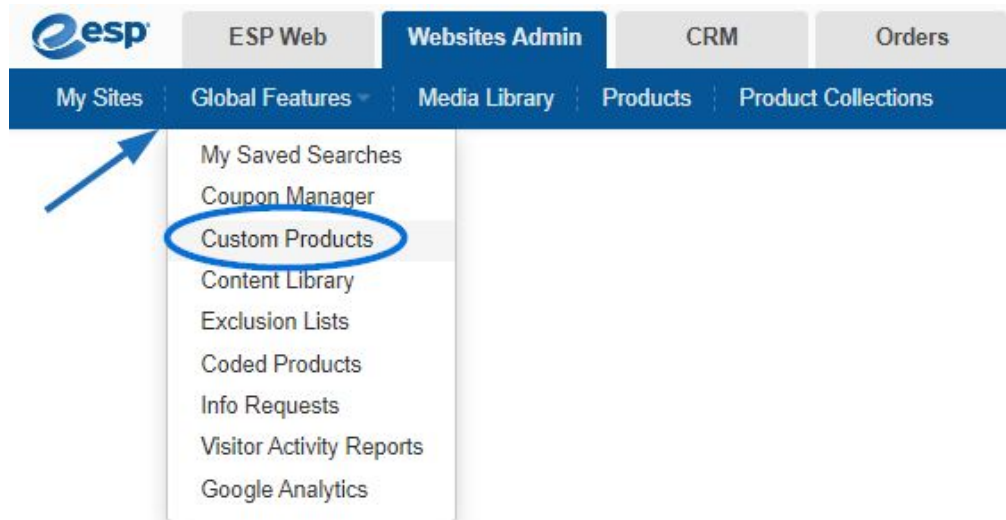 esp ESP Web Websites Admin CRM Orders
My Sites Global Features Media Library Products Product Collections
My Saved Searches
Coupon Manager
Custom Products
Content Library
Exclusion Lists
Coded Products
Info Requests
Visitor Activity Reports
Google Analytics